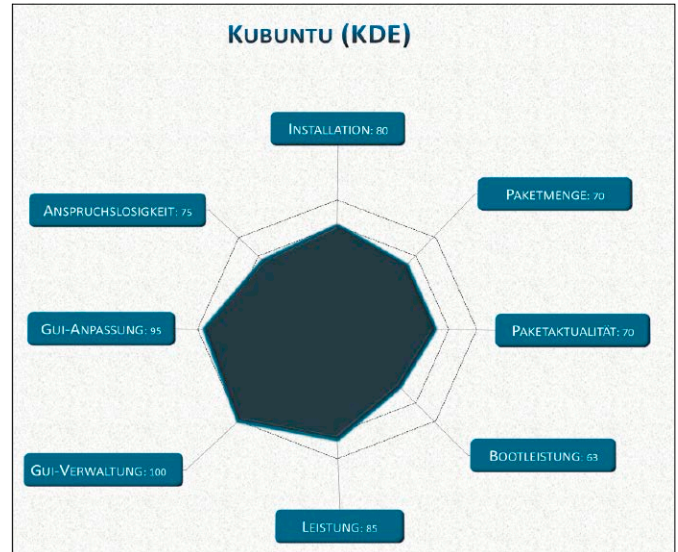 Kubuntu (KDE)
Installation: 80
Paketmenge: 70
Anspruchslosigkeit: 75
Gui-Anpassung: 95
Paketaktualität: 70
Bootleistung: 63
Gui-Verwaltung: 100
Leistung: 85